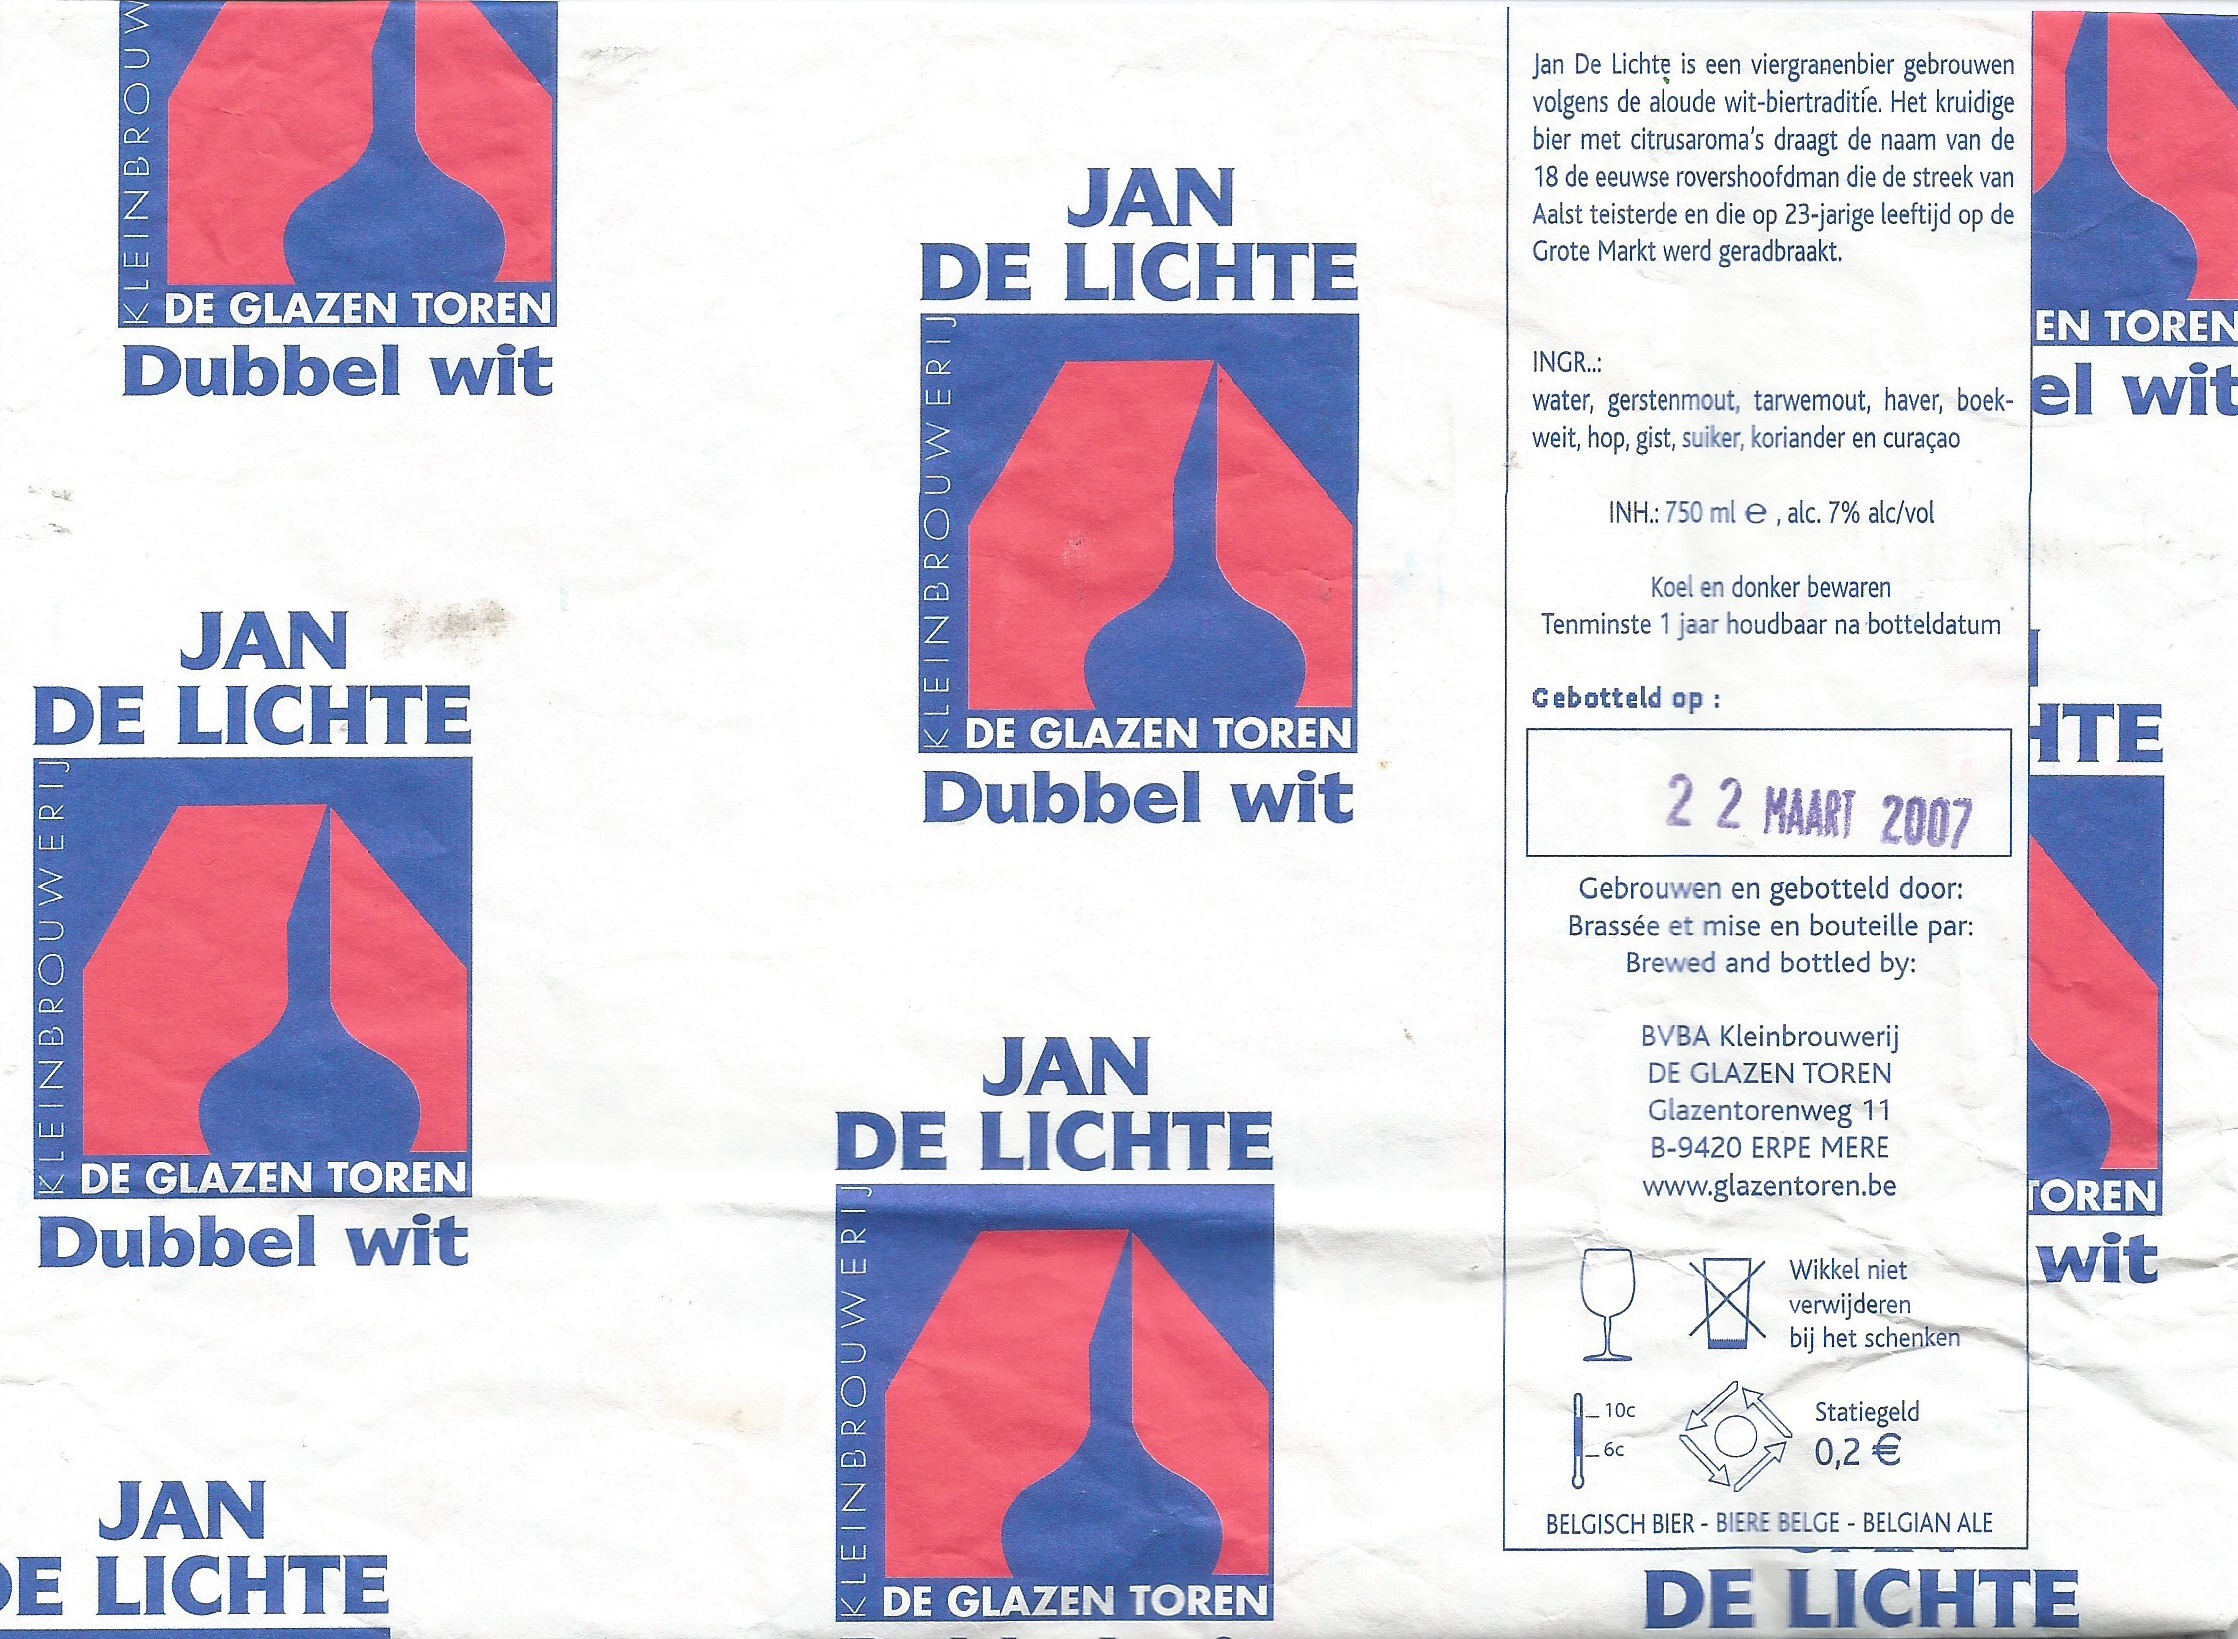 KLEINBROUW
DE GLAZEN TOREN
Dubbel wit
JAN
DE LICHTE
KLEINBROUWERIJ
DE GLAZEN TOREN
Dubbel wit
JAN
DE LICHTE
JAN
DE LICHTE
KLEINBROUWERIJ
DE GLAZEN TOREN
Dubbel wit
JAN
DE LICHTE
KLEINBROUWERIJ
DE GLAZEN TOREN
Jan De Lichte is een viergranenbier gebrouwen
volgens de aloude wit-biertraditie. Het kruidige
bier met citrusaroma's draagt de naam van de
18 de eeuwse rovershoofdman die de streek van
Aalst teisterde en die op 23-jarige leeftijd op de
Grote Markt werd geradbraakt.
INGR..:
water, gerstenmout, tarwemout, haver, boek-
weit, hop, gist, suiker, koriander en curaçao
INH.: 750 ml e , alc. 7% alc/vol
Koel en donker bewaren
Tenminste 1 jaar houdbaar na botteldatum
Gebotteld op :
22 MAART 2007
Gebrouwen en gebotteld door:
Brassée et mise en bouteille par:
Brewed and bottled by:
BVBA Kleinbrouwerij
DE GLAZEN TOREN
Glazentorenweg 11
B-9420 ERPE MERE
www.glazentoren.be
Wikkel niet
verwijderen
bij het schenken
10c
6c
Statiegeld
0,2 €
BELGISCH BIER - BIERE BELGE - BELGIAN ALE
EN TOREN
el wit
HTE
TOREN
wit
DE LICHTE